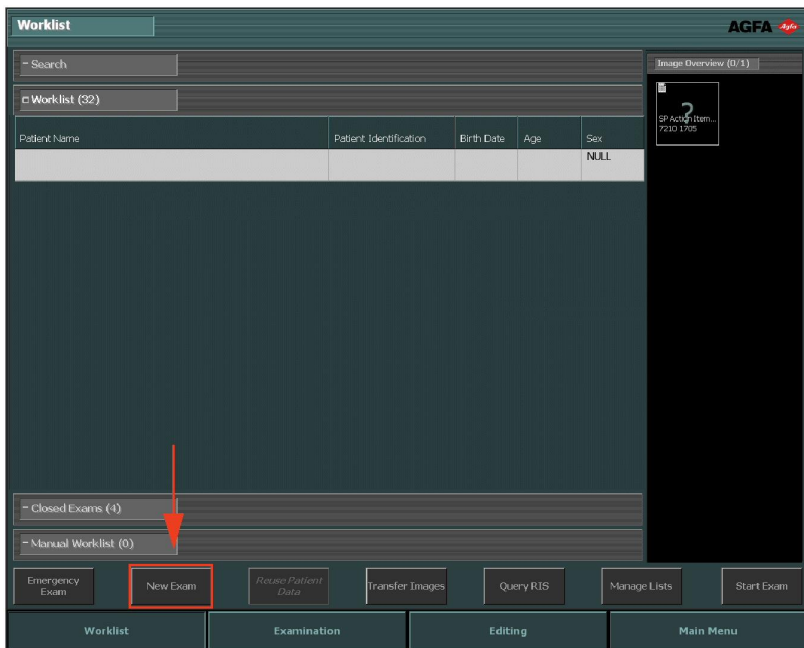 Worklist
AGFA
Agfa
- Search
Image Overview (0/1)
Worklist (32)
?
SP Action Item...
7210 1705
Patient Name Patient Identification Birth Date Age Sex
NULL
- Closed Exams (4)
- Manual Worklist (0)
Emergency
Exam
New Exam
Reuse Patient
Data
Transfer Images
Query RIS
Manage Lists
Start Exam
Worklist Examination Editing Main Menu